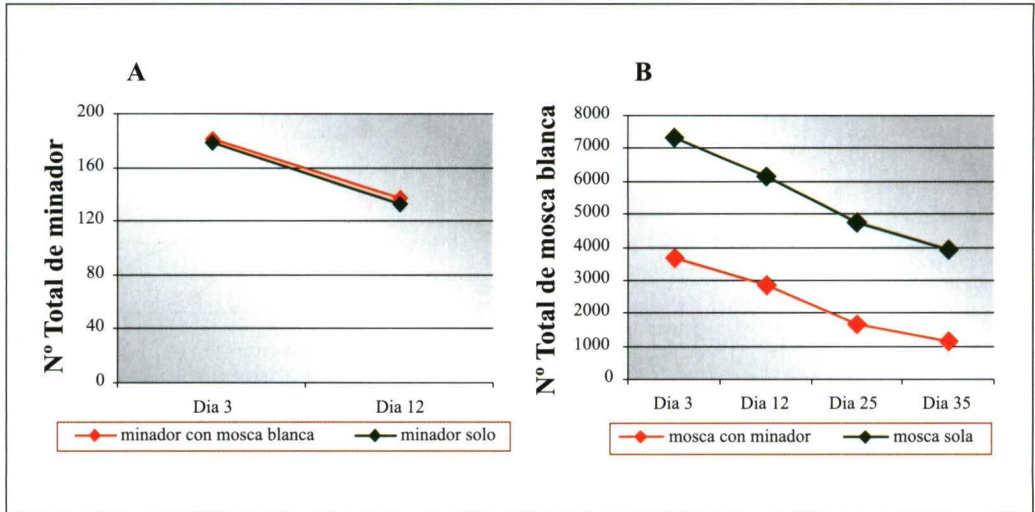 A
Nº Total de minador
200
160
120
80
40
0
Dia 3 Dia 12
minador con mosca blanca minador solo
B
Nº Total de mosca blanca
8000
7000
6000
5000
4000
3000
2000
1000
0
Dia 3 Dia 12 Dia 25 Dia 35
mosca con minador mosca sola